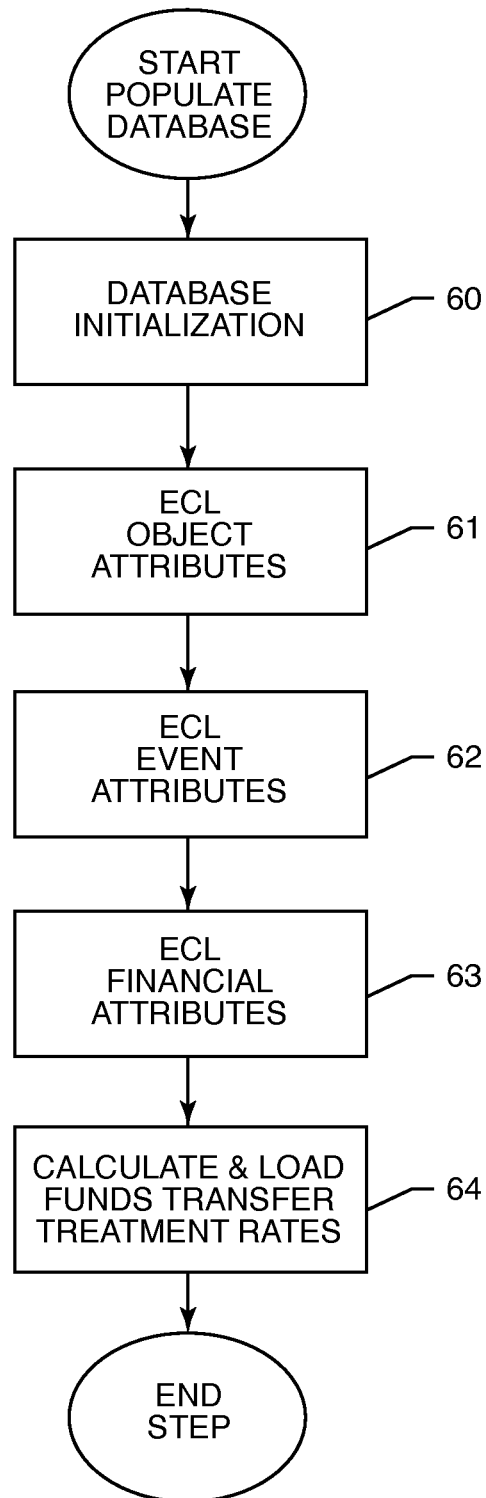 START
POPULATE
DATABASE
DATABASE
INITIALIZATION
60
ECL
OBJECT
ATTRIBUTES
61
ECL
EVENT
ATTRIBUTES
62
ECL
FINANCIAL
ATTRIBUTES
63
CALCULATE & LOAD
FUNDS TRANSFER
TREATMENT RATES
64
END
STEP